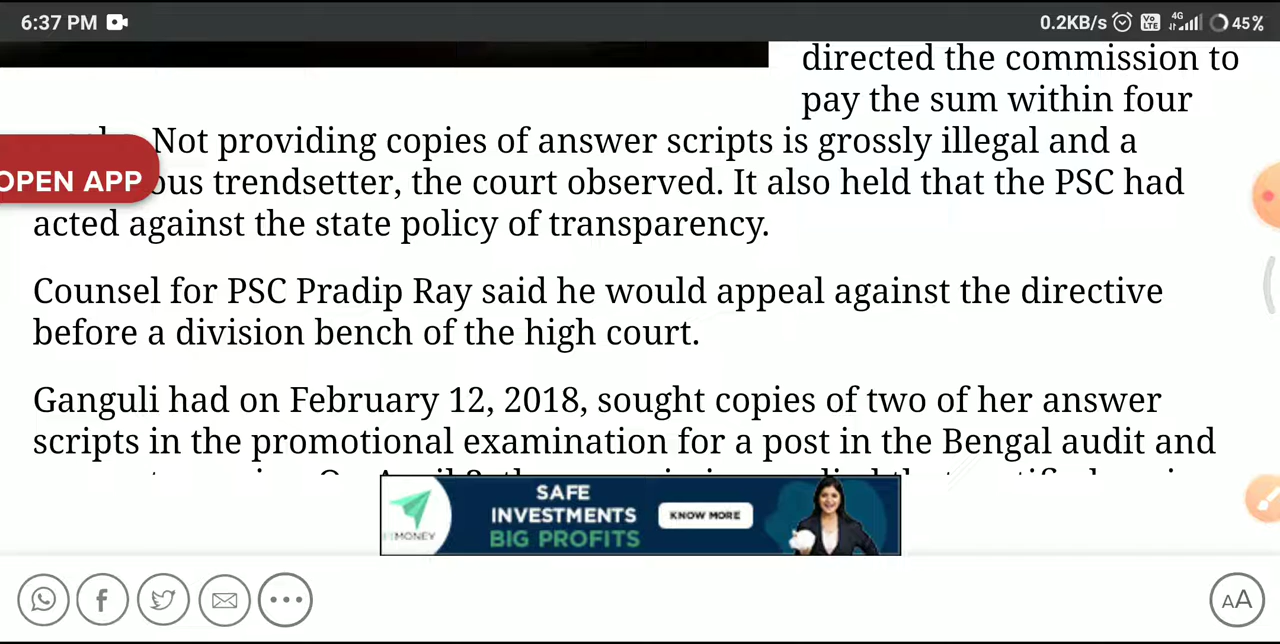 6:37 PM
0.2KB/s Vo LTE 4G 45%
directed the commission to
pay the sum within four
Not providing copies of answer scripts is grossly illegal and a
OPEN APP
ous trendsetter, the court observed. It also held that the PSC had
acted against the state policy of transparency.
Counsel for PSC Pradip Ray said he would appeal against the directive
before a division bench of the high court.
Ganguli had on February 12, 2018, sought copies of two of her answer
scripts in the promotional examination for a post in the Bengal audit and
SAFE
INVESTMENTS
BIG PROFITS
KNOW MORE
MONEY
AA